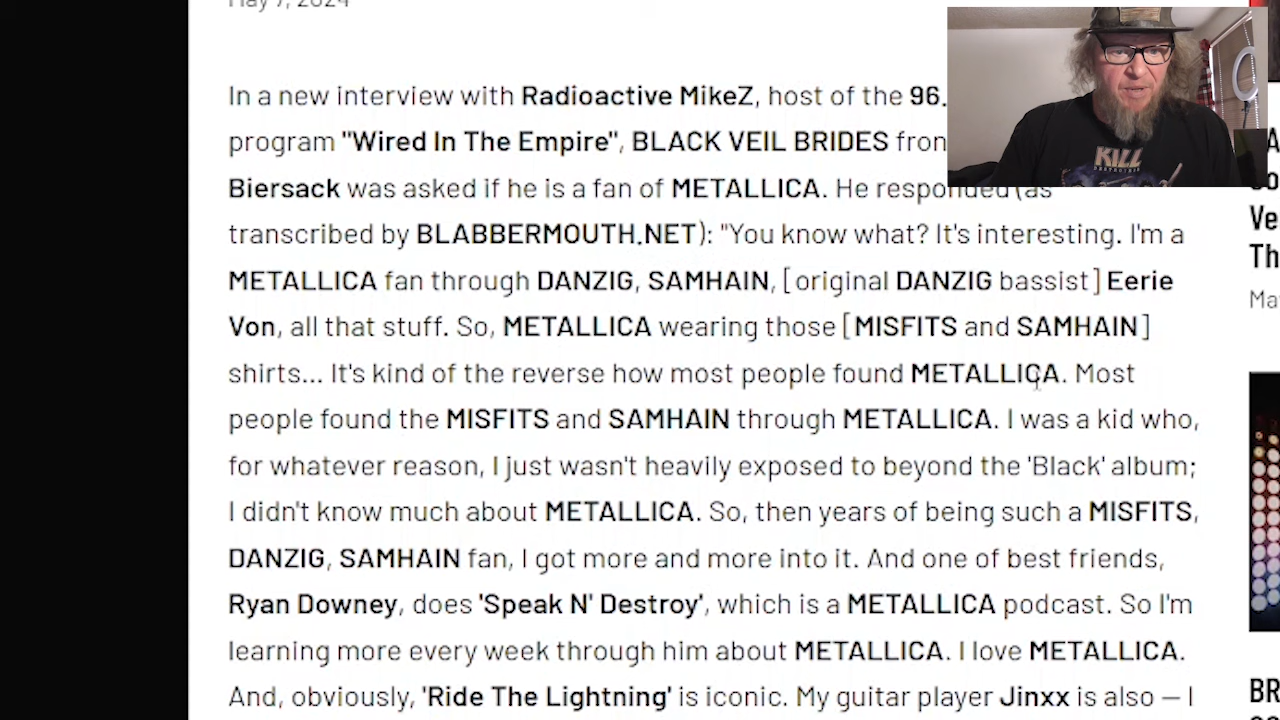 May 7, 2024
In a new interview with Radioactive MikeZ, host of the 96.
program "Wired In The Empire", BLACK VEIL BRIDES fron
Biersack was asked if he is a fan of METALLICA. He responded (as
transcribed by BLABBERMOUTH.NET): "You know what? It's interesting. I'm a
METALLICA fan through DANZIG, SAMHAIN, [original DANZIG bassist] Eerie
Von, all that stuff. So, METALLICA wearing those [MISFITS and SAMHAIN]
shirts... It's kind of the reverse how most people found METALLICA. Most
people found the MISFITS and SAMHAIN through METALLICA. I was a kid who,
for whatever reason, I just wasn't heavily exposed to beyond the 'Black' album;
I didn't know much about METALLICA. So, then years of being such a MISFITS,
DANZIG, SAMHAIN fan, I got more and more into it. And one of best friends,
Ryan Downey, does 'Speak N' Destroy', which is a METALLICA podcast. So I'm
learning more every week through him about METALLICA. I love METALLICA.
And, obviously, 'Ride The Lightning' is iconic. My guitar player Jinxx is also — I
KILL
Ve
Th
Ma
BR